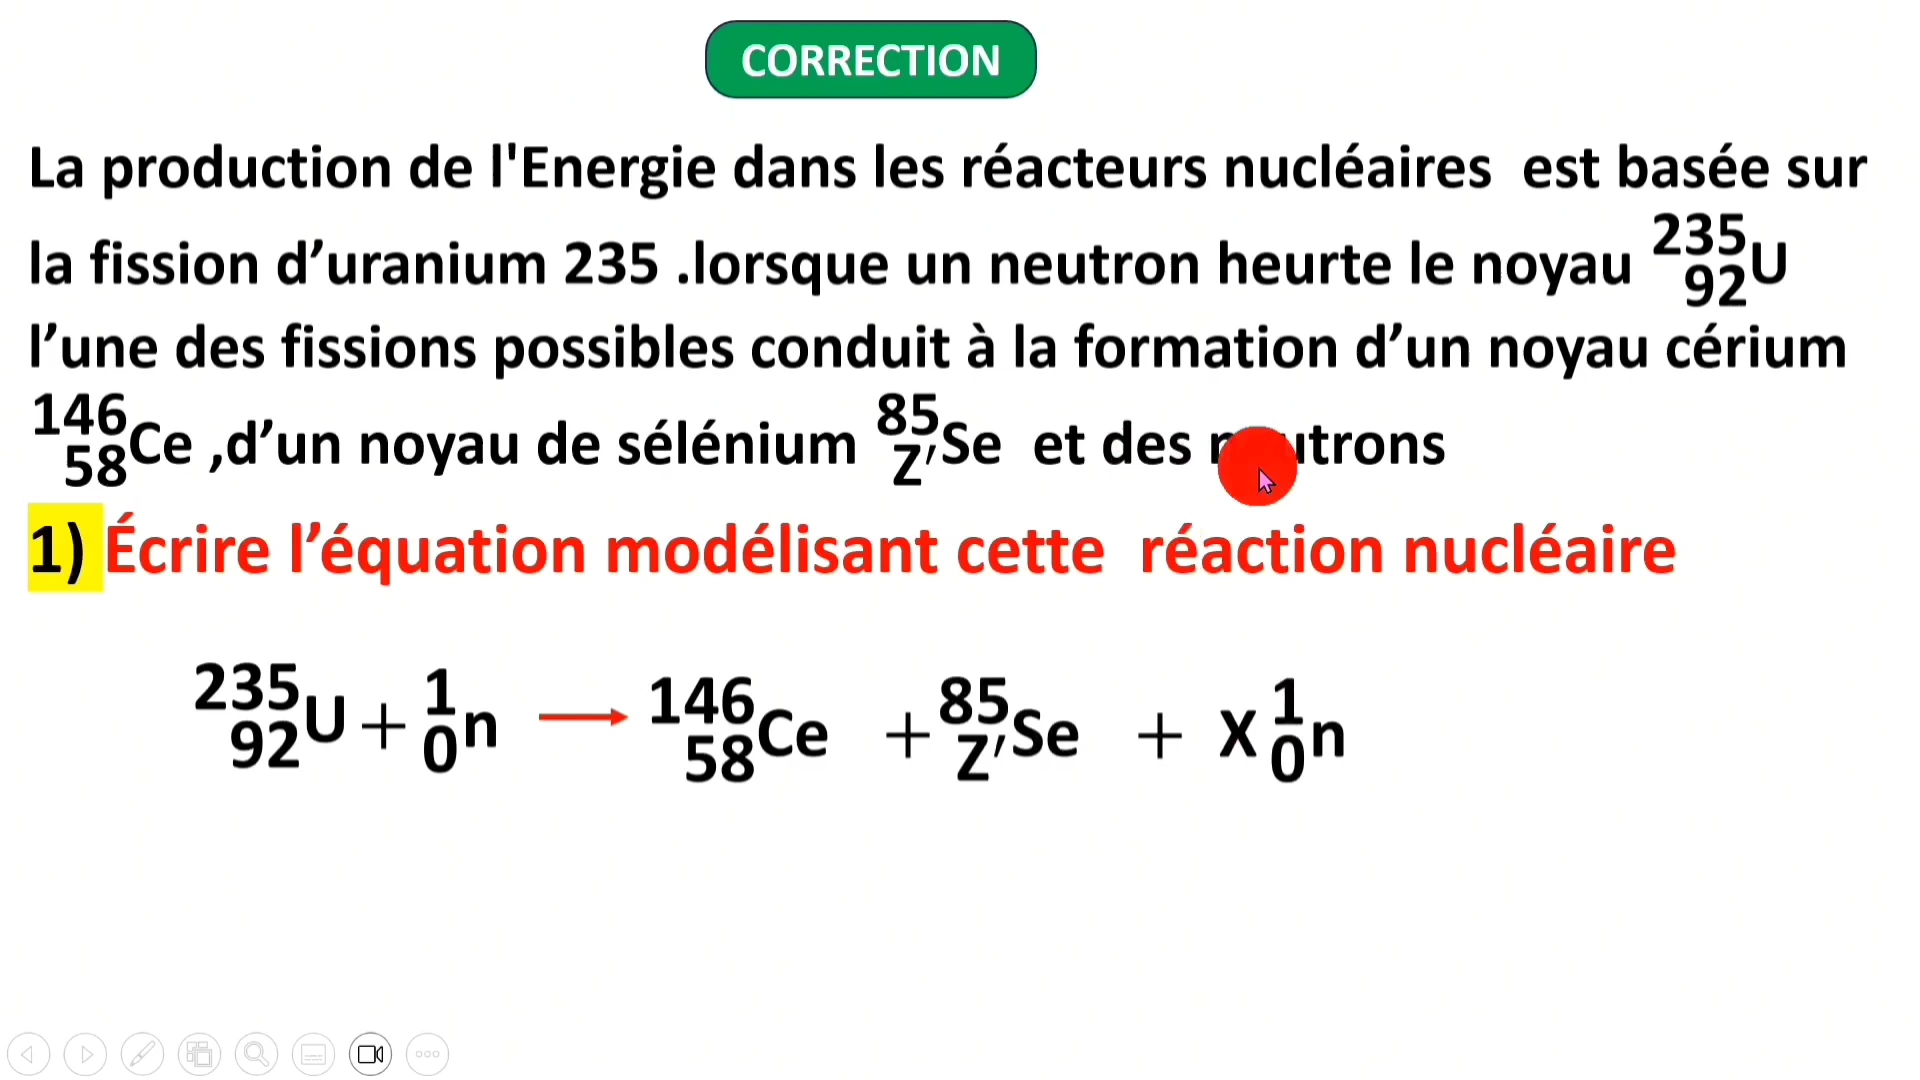 CORRECTION
La production de l'Energie dans les réacteurs nucléaires est basée sur
la fission d’uranium 235 .lorsque un neutron heurte le noyau ²³⁵₉₂U
l’une des fissions possibles conduit à la formation d’un noyau cérium
¹⁴⁶₅₈Ce ,d’un noyau de sélénium ⁸⁵Z′Se et des neutrons
1) Écrire l’équation modélisant cette réaction nucléaire
²³⁵₉₂U + ¹₀n → ¹⁴⁶₅₈Ce + ⁸⁵Z′Se + X ¹₀n